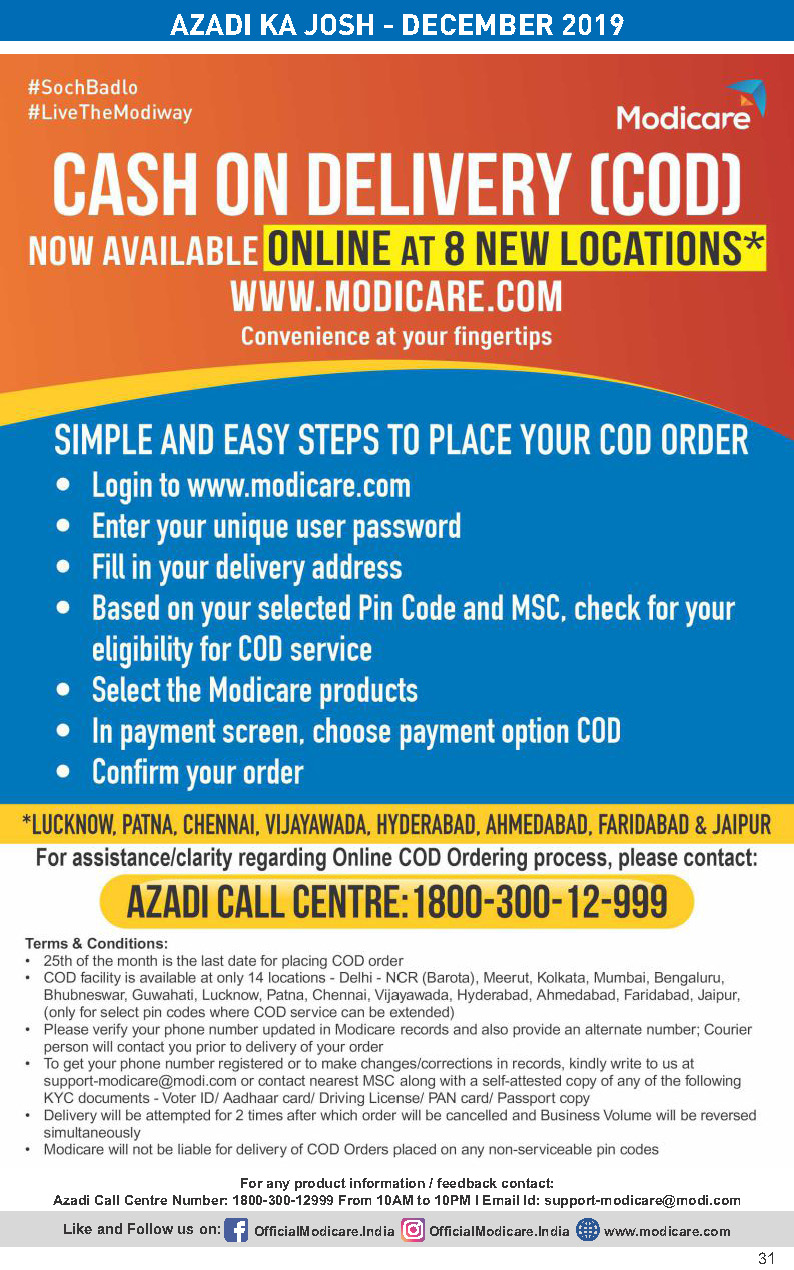 AZADI KA JOSH - DECEMBER 2019
#SochBadlo
#LiveTheModiway
Modicare
CASH ON DELIVERY (COD)
NOW AVAILABLE ONLINE AT 8 NEW LOCATIONS*
WWW.MODICARE.COM
Convenience at your fingertips
SIMPLE AND EASY STEPS TO PLACE YOUR COD ORDER
• Login to www.modicare.com
• Enter your unique user password
• Fill in your delivery address
• Based on your selected Pin Code and MSC, check for your
eligibility for COD service
• Select the Modicare products
• In payment screen, choose payment option COD
• Confirm your order
*LUCKNOW, PATNA, CHENNAI, VIJAYAWADA, HYDERABAD, AHMEDABAD, FARIDABAD & JAIPUR
For assistance/clarity regarding Online COD Ordering process, please contact:
AZADI CALL CENTRE:1800-300-12-999
Terms & Conditions:
• 25th of the month is the last date for placing COD order
• COD facility is available at only 14 locations - Delhi - NCR (Barota), Meerut, Kolkata, Mumbai, Bengaluru,
Bhubneswar, Guwahati, Lucknow, Patna, Chennai, Vijayawada, Hyderabad, Ahmedabad, Faridabad, Jaipur,
(only for select pin codes where COD service can be extended)
• Please verify your phone number updated in Modicare records and also provide an alternate number; Courier
person will contact you prior to delivery of your order
• To get your phone number registered or to make changes/corrections in records, kindly write to us at
support-modicare@modi.com or contact nearest MSC along with a self-attested copy of any of the following
KYC documents - Voter ID/ Aadhaar card/ Driving License/ PAN card/ Passport copy
• Delivery will be attempted for 2 times after which order will be cancelled and Business Volume will be reversed
simultaneously
• Modicare will not be liable for delivery of COD Orders placed on any non-serviceable pin codes
For any product information / feedback contact:
Azadi Call Centre Number: 1800-300-12999 From 10AM to 10PM I Email Id: support-modicare@modi.com
Like and Follow us on: OfficialModicare.India OfficialModicare.India www.modicare.com
31